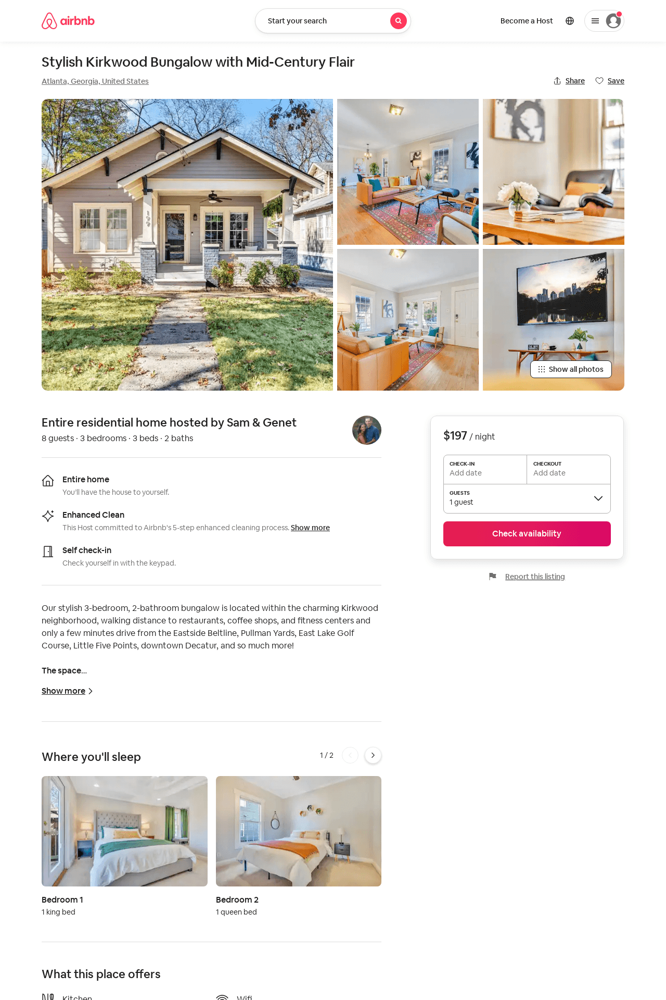 airbnb
Start your search
Become a Host
Stylish Kirkwood Bungalow with Mid-Century Flair
Atlanta, Georgia, United States
Share
Save
Show all photos
Entire residential home hosted by Sam & Genet
8 guests · 3 bedrooms · 3 beds · 2 baths
Entire home
You’ll have the house to yourself.
Enhanced Clean
This Host committed to Airbnb's 5-step enhanced cleaning process. Show more
Self check-in
Check yourself in with the keypad.
$197 / night
CHECK-IN
Add date
CHECKOUT
Add date
GUESTS
1 guest
Check availability
Report this listing
Our stylish 3-bedroom, 2-bathroom bungalow is located within the charming Kirkwood
neighborhood, walking distance to restaurants, coffee shops, and fitness centers and
only a few minutes drive from the Eastside Beltline, Pullman Yards, East Lake Golf
Course, Little Five Points, downtown Decatur, and so much more!
The space...
Show more
Where you'll sleep
1 / 2
Bedroom 1
1 king bed
Bedroom 2
1 queen bed
What this place offers
Kitchen
Wifi